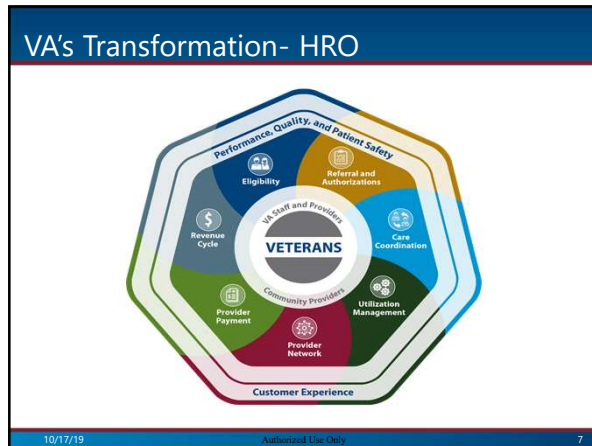 VA's Transformation- HRO
Performance, Quality, and Patient Safety
Eligibility
Referral and
Authorizations
$
Revenue
Cycle
VA Staff and Providers
Care
Coordination
VETERANS
Community Providers
Provider
Payment
Utilization
Management
Provider
Network
Customer Experience
10/17/19
Authorized Use Only
7